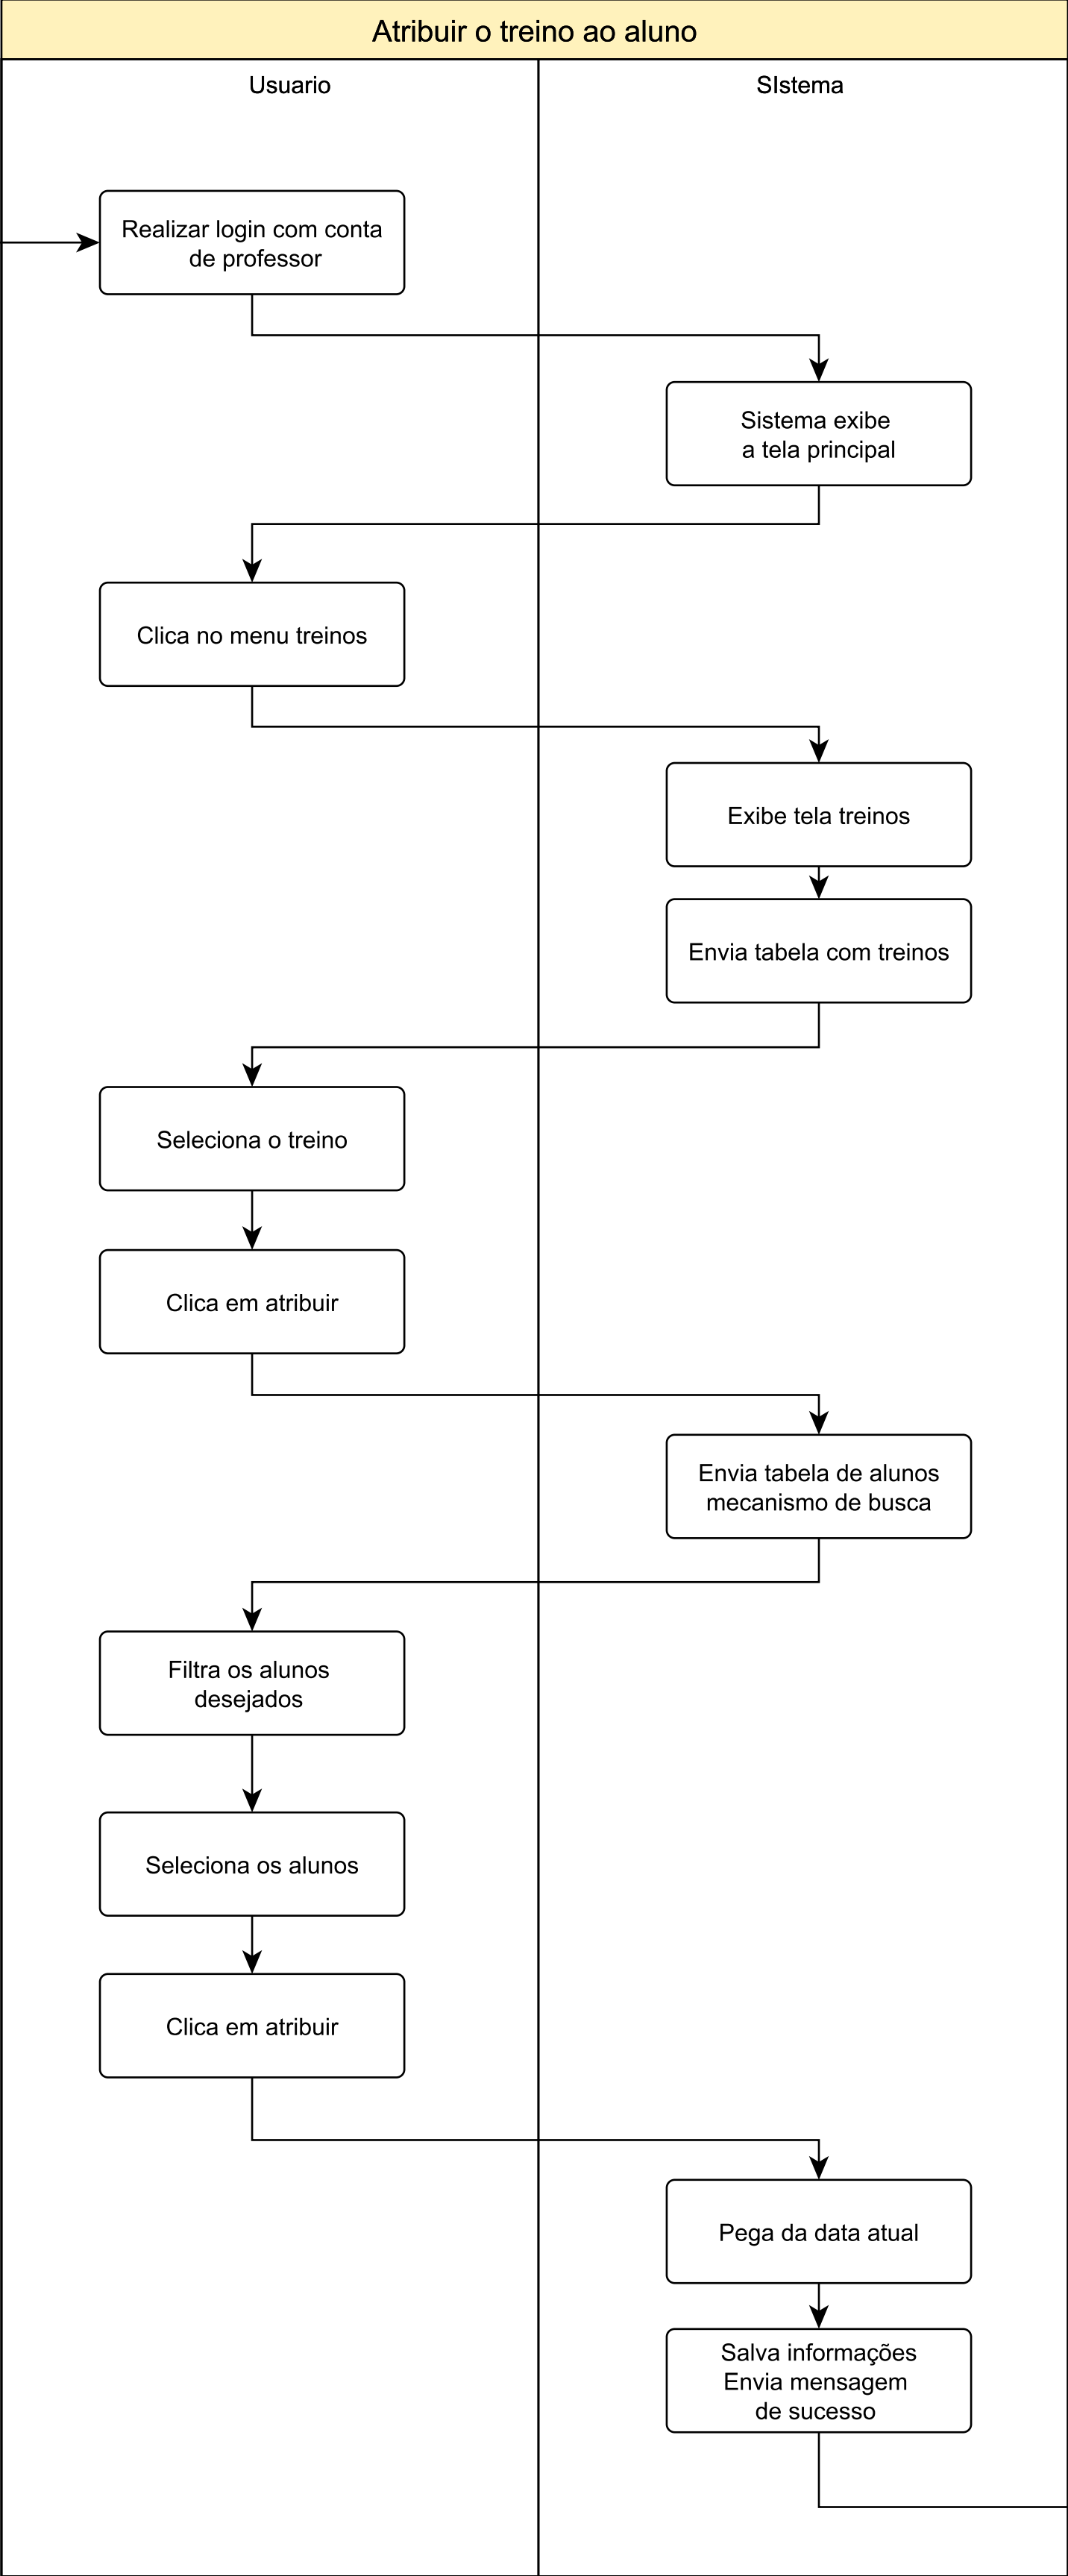 Atribuir o treino ao aluno
Usuario
SIstema
Realizar login com conta
de professor
Sistema exibe
a tela principal
Clica no menu treinos
Exibe tela treinos
Envia tabela com treinos
Seleciona o treino
Clica em atribuir
Envia tabela de alunos
mecanismo de busca
Filtra os alunos
desejados
Seleciona os alunos
Clica em atribuir
Pega da data atual
Salva informações
Envia mensagem
de sucesso